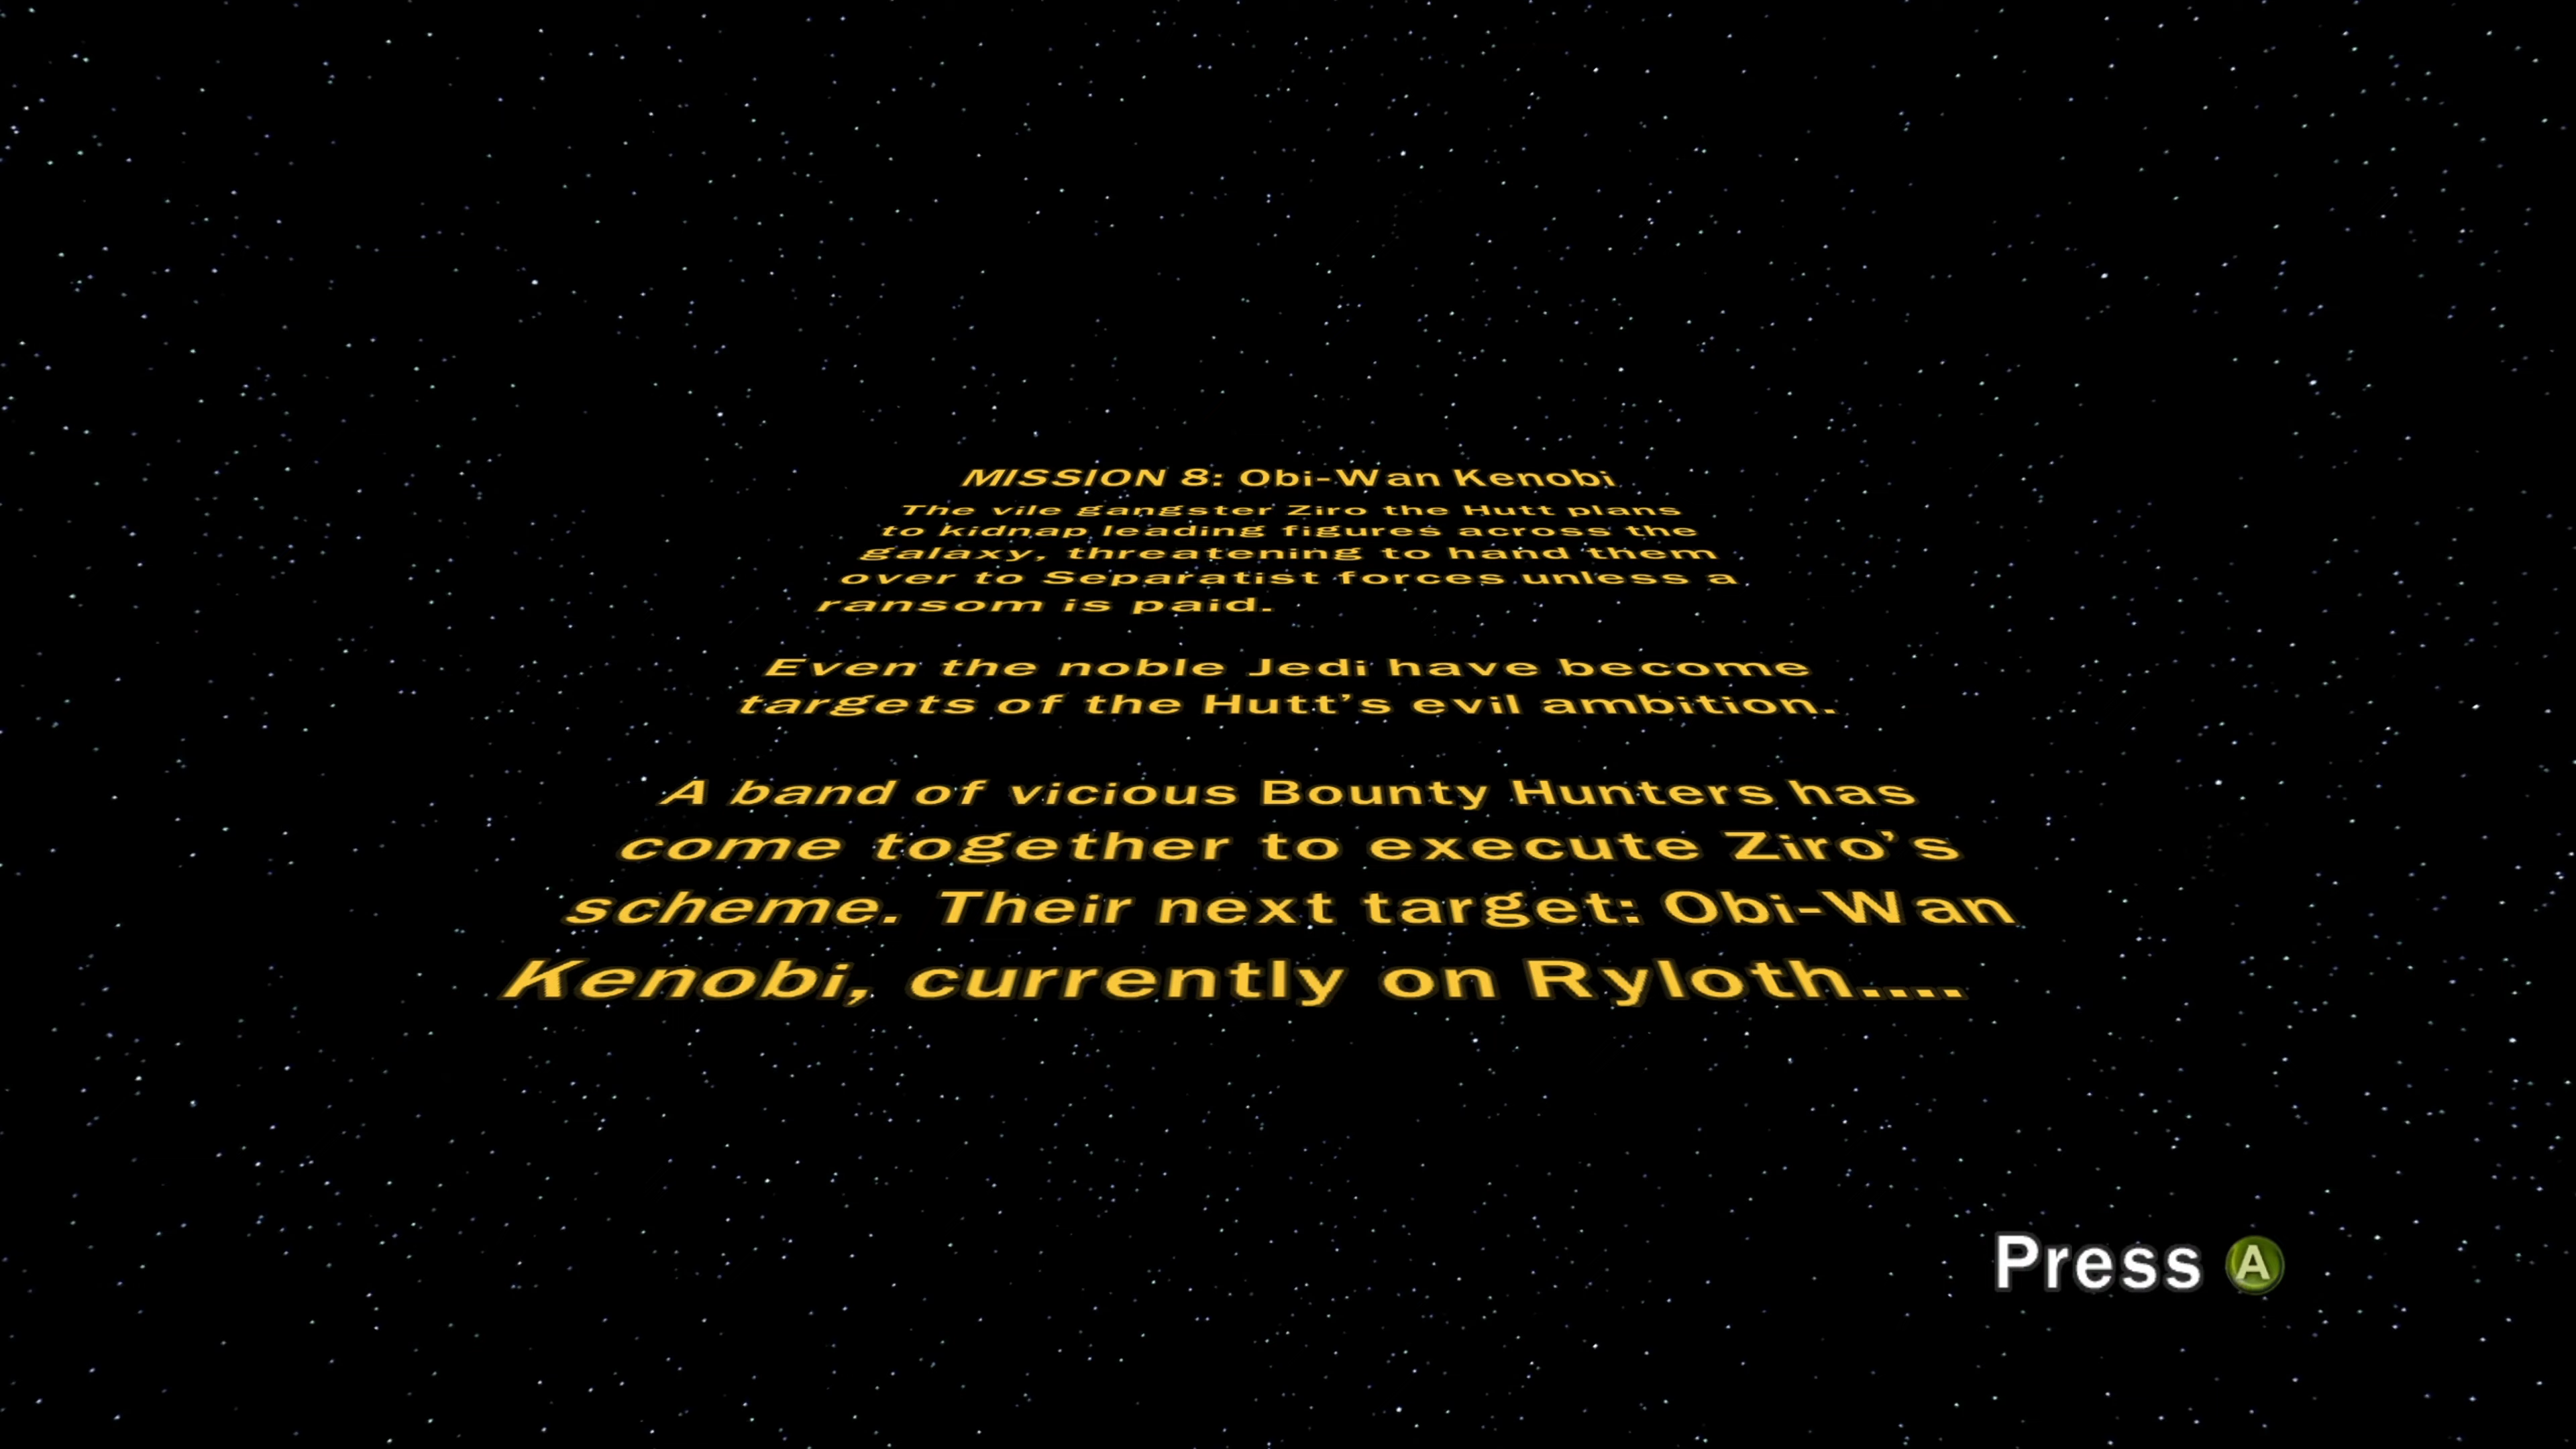 MISSION 8: Obi-Wan Kenobi
The vile gangster Ziro the Hutt plans
to kidnap leading figures across the
galaxy, threatening to hand them
over to Separatist forces unless a
ransom is paid.
Even the noble Jedi have become
targets of the Hutt’s evil ambition.
A band of vicious Bounty Hunters has
come together to execute Ziro’s
scheme. Their next target: Obi-Wan
Kenobi, currently on Ryloth....
Press A